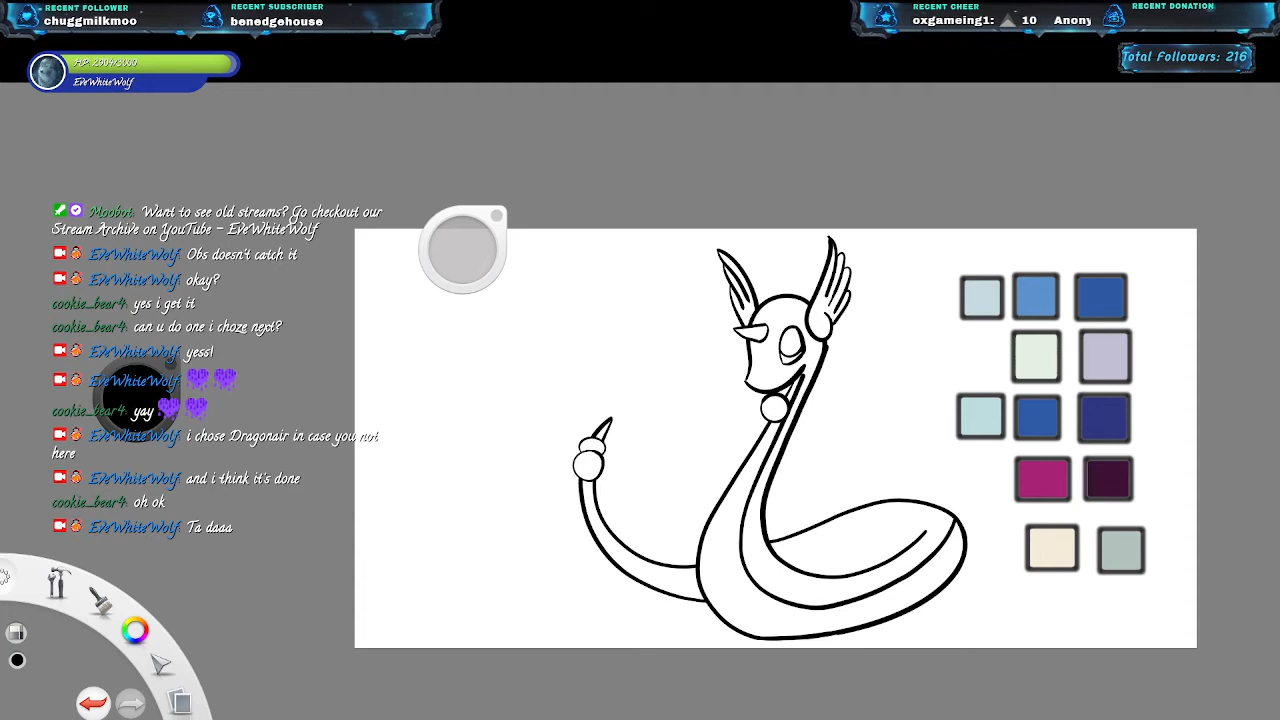 RECENT FOLLOWER
chuggmilkmoo
RECENT SUBSCRIBER
benedgehouse
RECENT CHEER
oxgameing1: 10 Anony
RECENT DONATION
HP: 2904/3000
EveWhiteWolf
Total Followers: 216
Moobot: Want to see old streams? Go checkout our
Stream Archive on YouTube - EveWhiteWolf
EveWhiteWolf: Obs doesn't catch it
EveWhiteWolf: okay?
cookie_bear4: yes i get it
cookie_bear4: can u do one i choze next?
EveWhiteWolf: yess!
EveWhiteWolf:
cookie_bear4: yay
EveWhiteWolf: i chose Dragonair in case you not
here
EveWhiteWolf: and i think it's done
cookie_bear4: oh ok
EveWhiteWolf: Ta daaa